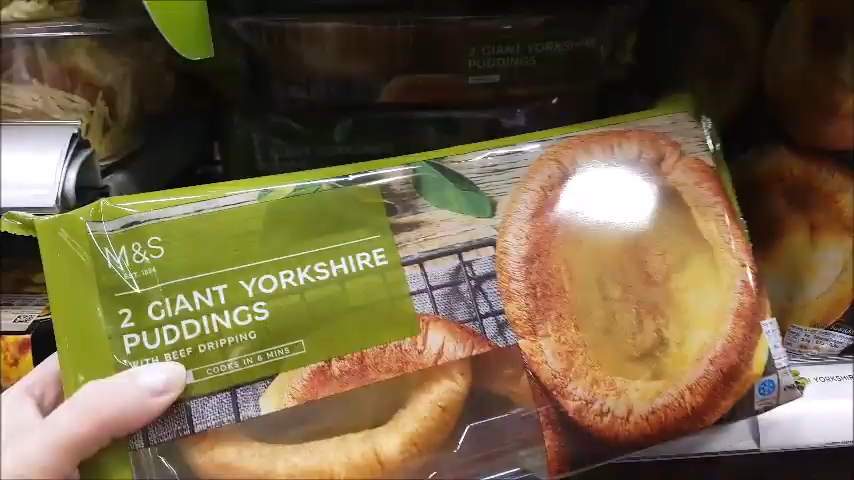 2 GIANT YORKSHIRE
PUDDINGS
M&S
EST. 1884
2 GIANT YORKSHIRE
PUDDINGS
WITH BEEF DRIPPING
COOKS IN 6 MINS
YORKSHIRE